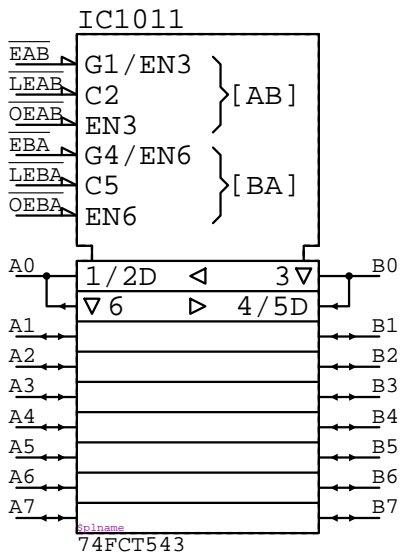 IC1011
EAB
G1/EN3
LEAB
C2
[AB]
OEAB
EN3
EBA
G4/EN6
LEBA
C5
[BA]
OEBA
EN6
A0 1/2D 3 B0
6 4/5D
A1 B1
A2 B2
A3 B3
A4 B4
A5 B5
A6 B6
A7 B7
$plname
74FCT543